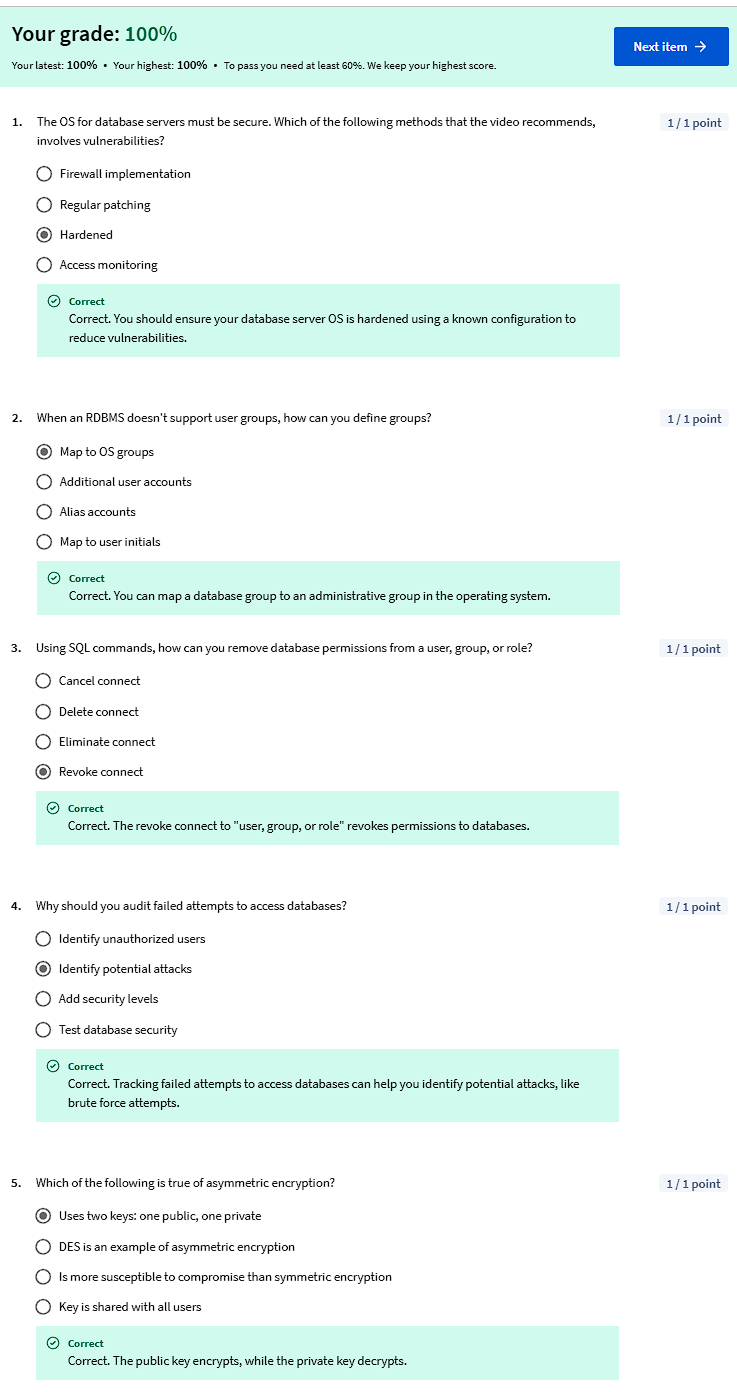 Your grade: 100%
Next item →
Your latest: 100% • Your highest: 100% • To pass you need at least 60%. We keep your highest score.
1. The OS for database servers must be secure. Which of the following methods that the video recommends,
1 / 1 point
involves vulnerabilities?
Firewall implementation
Regular patching
Hardened
Access monitoring
Correct
Correct. You should ensure your database server OS is hardened using a known configuration to
reduce vulnerabilities.
2. When an RDBMS doesn't support user groups, how can you define groups?
1 / 1 point
Map to OS groups
Additional user accounts
Alias accounts
Map to user initials
Correct
Correct. You can map a database group to an administrative group in the operating system.
3. Using SQL commands, how can you remove database permissions from a user, group, or role?
1 / 1 point
Cancel connect
Delete connect
Eliminate connect
Revoke connect
Correct
Correct. The revoke connect to "user, group, or role" revokes permissions to databases.
4. Why should you audit failed attempts to access databases?
1 / 1 point
Identify unauthorized users
Identify potential attacks
Add security levels
Test database security
Correct
Correct. Tracking failed attempts to access databases can help you identify potential attacks, like
brute force attempts.
5. Which of the following is true of asymmetric encryption?
1 / 1 point
Uses two keys: one public, one private
DES is an example of asymmetric encryption
Is more susceptible to compromise than symmetric encryption
Key is shared with all users
Correct
Correct. The public key encrypts, while the private key decrypts.